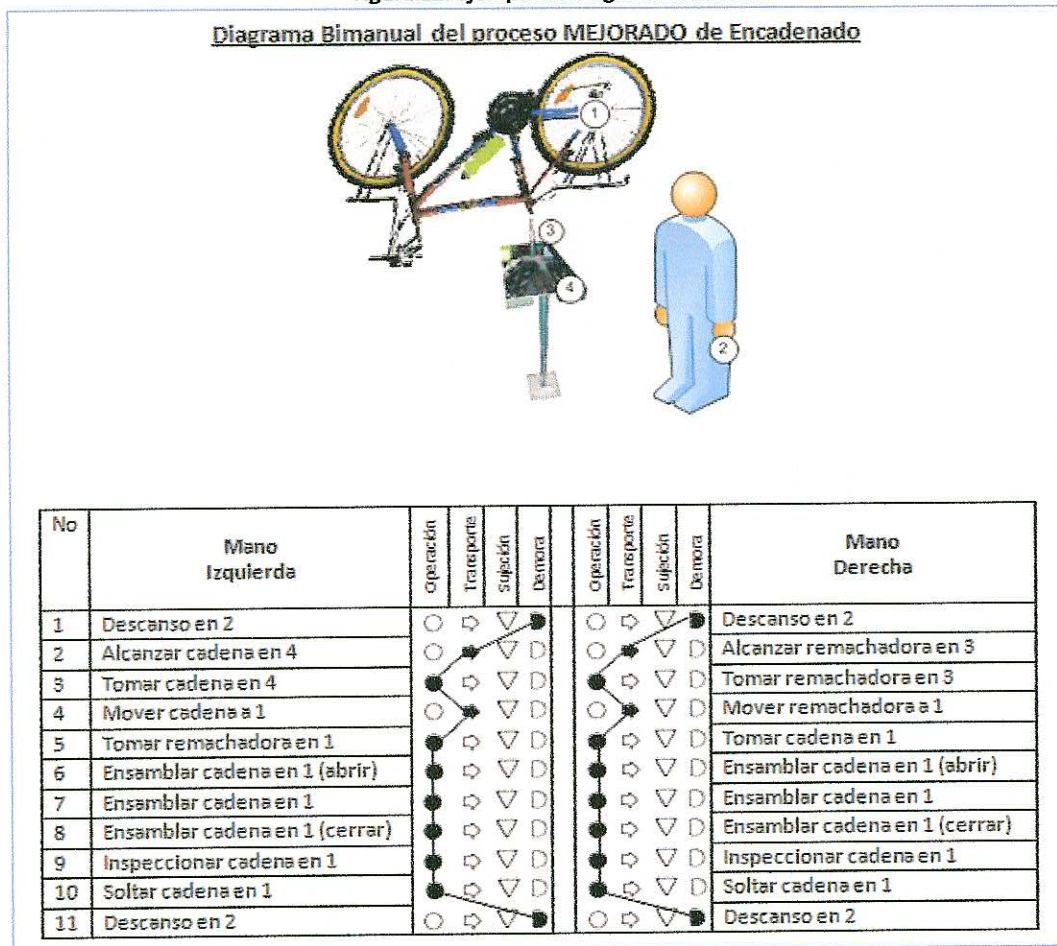 Diagrama Bimanual del proceso MEJORADO de Encadenado
1
3
4
2
No
Mano
Izquierda
Operación
Transporte
Sujeción
Demora
Operación
Transporte
Sujeción
Demora
Mano
Derecha
1 Descanso en 2 Descanso en 2
2 Alcanzar cadena en 4 Alcanzar remachadora en 3
3 Tomar cadena en 4 Tomar remachadora en 3
4 Mover cadena a 1 Mover remachadora a 1
5 Tomar remachadora en 1 Tomar cadena en 1
6 Ensamblar cadena en 1 (abrir) Ensamblar cadena en 1 (abrir)
7 Ensamblar cadena en 1 Ensamblar cadena en 1
8 Ensamblar cadena en 1 (cerrar) Ensamblar cadena en 1 (cerrar)
9 Inspeccionar cadena en 1 Inspeccionar cadena en 1
10 Soltar cadena en 1 Soltar cadena en 1
11 Descanso en 2 Descanso en 2